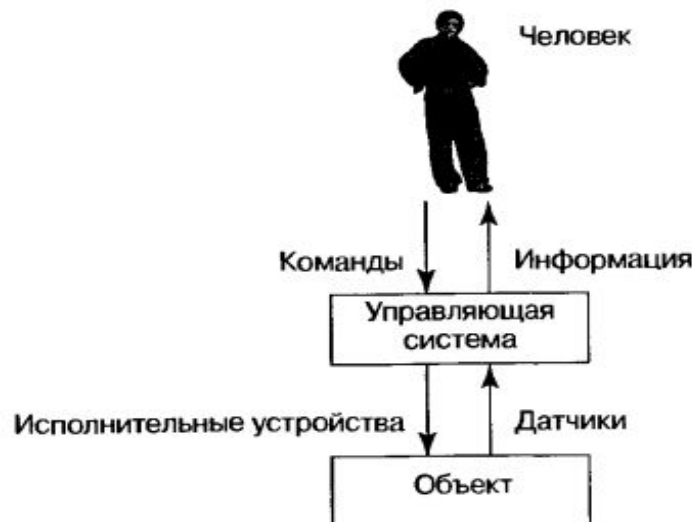 Человек
Команды
Информация
Управляющая
система
Исполнительные устройства
Датчики
Объект